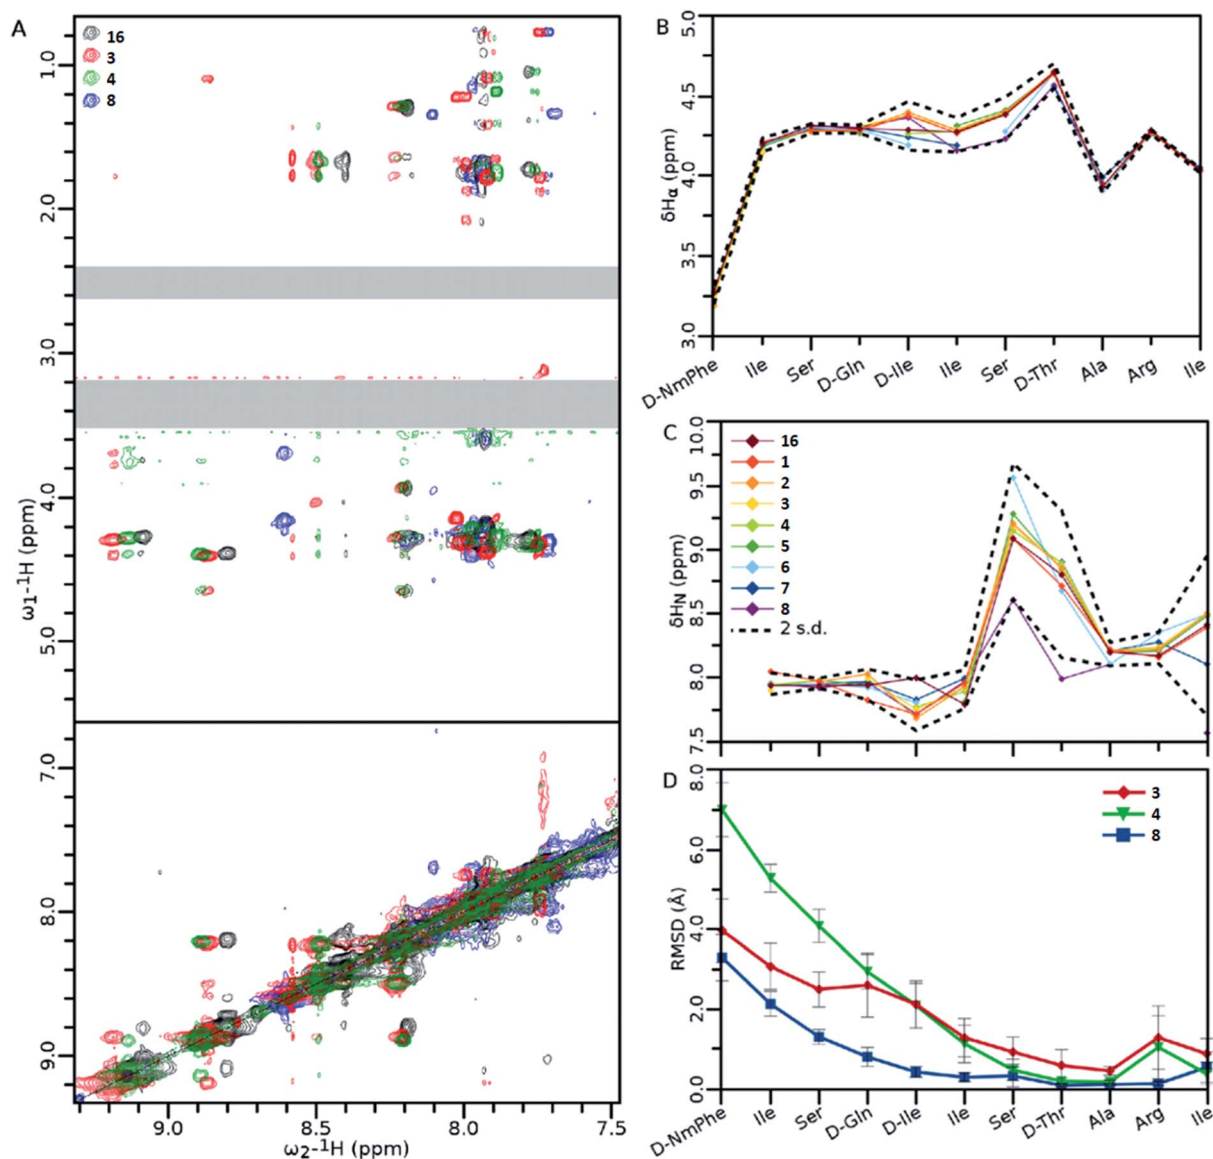 A
16
3
4
8
1.0
2.0
3.0
4.0
5.0
7.0
8.0
9.0
ω1-1H (ppm)
9.0
8.5
8.0
7.5
ω2-1H (ppm)
B
5.0
4.5
4.0
3.5
3.0
δHα (ppm)
D-NmPhe
Ile
Ser
D-Gln
D-Ile
Ile
Ser
D-Thr
Ala
Arg
Ile
C
10.0
9.5
9.0
8.5
8.0
7.5
δHN (ppm)
16
1
2
3
4
5
6
7
8
2 s.d.
D
8.0
6.0
4.0
2.0
0.0
RMSD (Å)
3
4
8
D-NmPhe
Ile
Ser
D-Gln
D-Ile
Ile
Ser
D-Thr
Ala
Arg
Ile